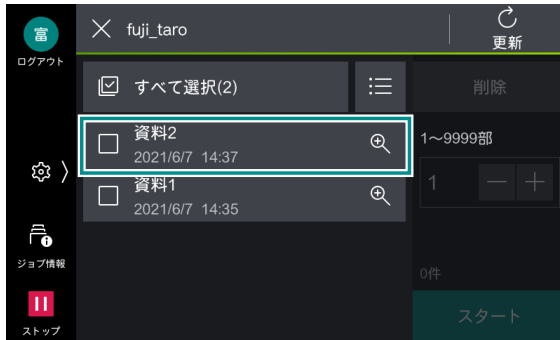 富
ログアウト
fuji_taro
更新
すべて選択(2)
削除
資料2
2021/6/7 14:37
資料1
2021/6/7 14:35
1～9999部
1
0件
スタート
ジョブ情報
ストップ